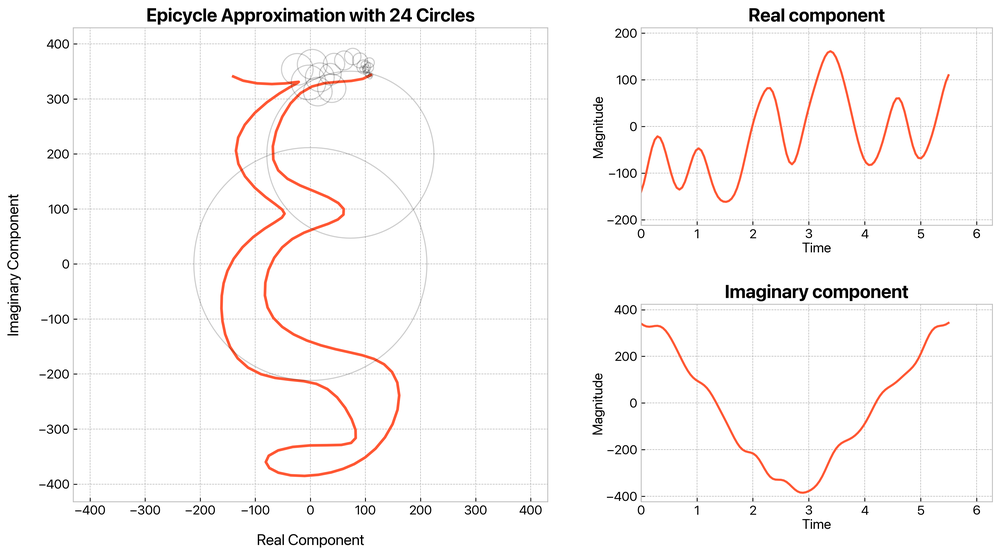 Epicycle Approximation with 24 Circles
400
300
200
100
0
−100
−200
−300
−400
Imaginary Component
−400 −300 −200 −100 0 100 200 300 400
Real Component
Real component
200
100
0
−100
−200
Magnitude
0 1 2 3 4 5 6
Time
Imaginary component
400
200
0
−200
−400
Magnitude
0 1 2 3 4 5 6
Time